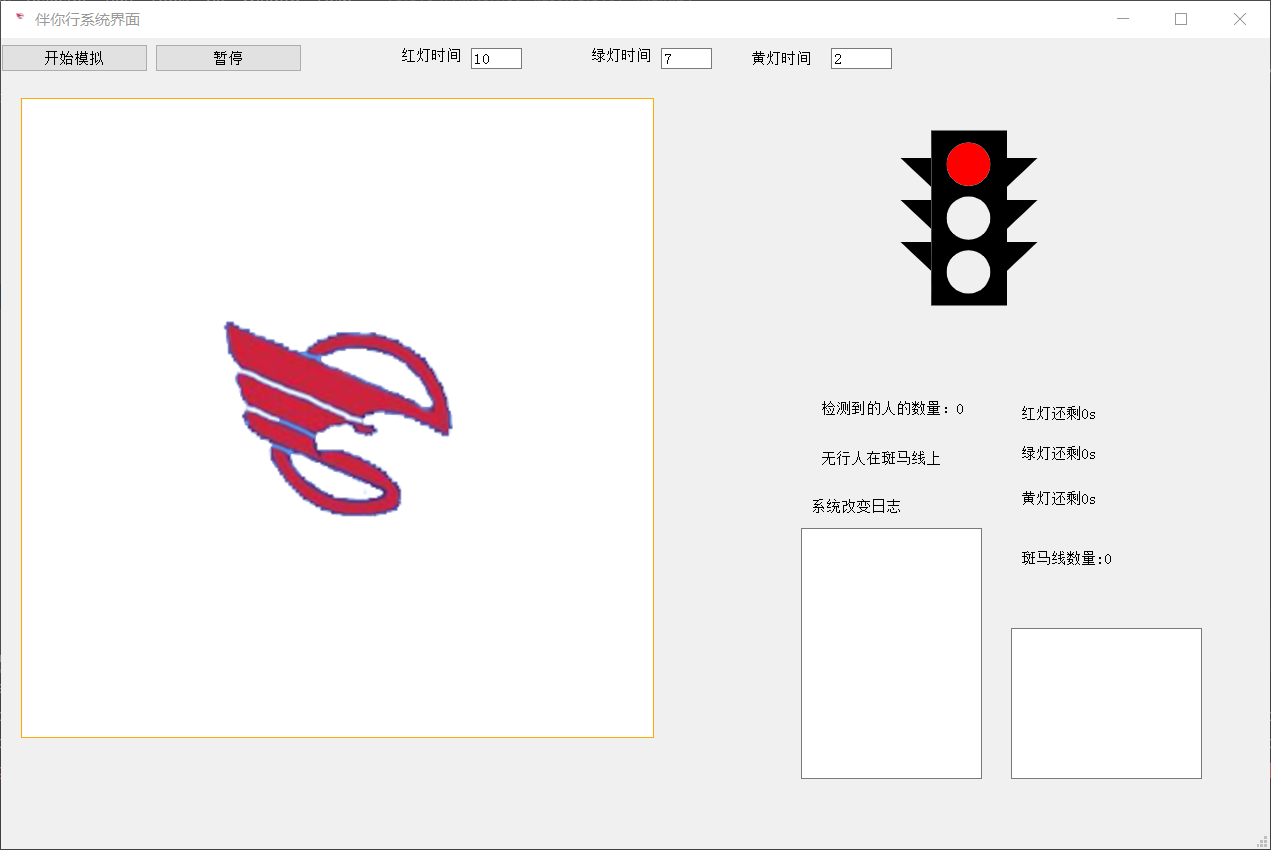 伴你行系统界面
开始模拟 暂停 红灯时间 10 绿灯时间 7 黄灯时间 2
检测到的人的数量：0
红灯还剩0s
无行人在斑马线上
绿灯还剩0s
系统改变日志
黄灯还剩0s
斑马线数量:0